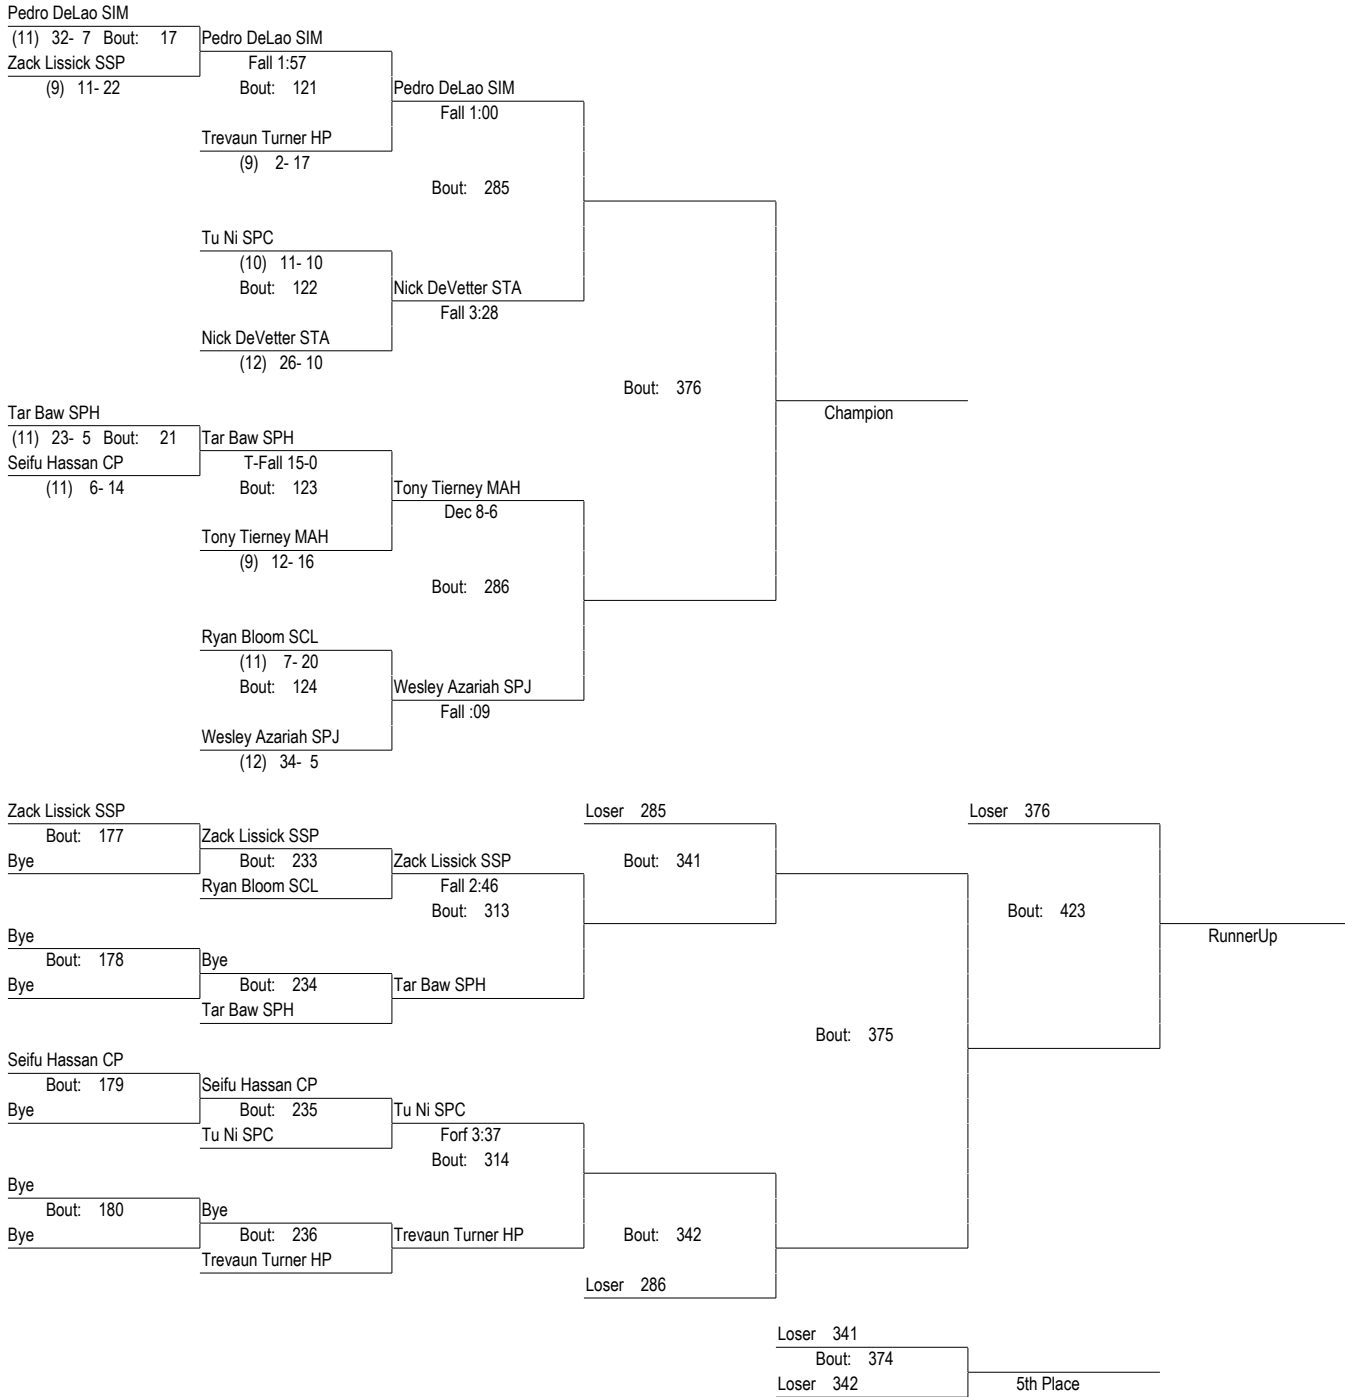 Pedro DeLao SIM
(11) 32- 7 Bout: 17 Pedro DeLao SIM
Zack Lissick SSP Fall 1:57
(9) 11- 22 Bout: 121 Pedro DeLao SIM
Fall 1:00
Trevaun Turner HP
(9) 2- 17
Bout: 285
Tu Ni SPC
(10) 11- 10
Bout: 122 Nick DeVetter STA
Fall 3:28
Nick DeVetter STA
(12) 26- 10
Bout: 376
Tar Baw SPH Champion
(11) 23- 5 Bout: 21 Tar Baw SPH
Seifu Hassan CP T-Fall 15-0
(11) 6- 14 Bout: 123 Tony Tierney MAH
Dec 8-6
Tony Tierney MAH
(9) 12- 16
Bout: 286
Ryan Bloom SCL
(11) 7- 20
Bout: 124 Wesley Azariah SPJ
Fall :09
Wesley Azariah SPJ
(12) 34- 5
Zack Lissick SSP Loser 285 Loser 376
Bout: 177 Zack Lissick SSP
Bye Bout: 233 Zack Lissick SSP Bout: 341
Ryan Bloom SCL Fall 2:46
Bout: 313 Bout: 423
Bye RunnerUp
Bout: 178 Bye
Bye Bout: 234 Tar Baw SPH
Tar Baw SPH
Bout: 375
Seifu Hassan CP
Bout: 179 Seifu Hassan CP
Bye Bout: 235 Tu Ni SPC
Tu Ni SPC Forf 3:37
Bout: 314
Bye
Bout: 180 Bye
Bye Bout: 236 Trevaun Turner HP Bout: 342
Trevaun Turner HP
Loser 286
Loser 341
Bout: 374
Loser 342 5th Place